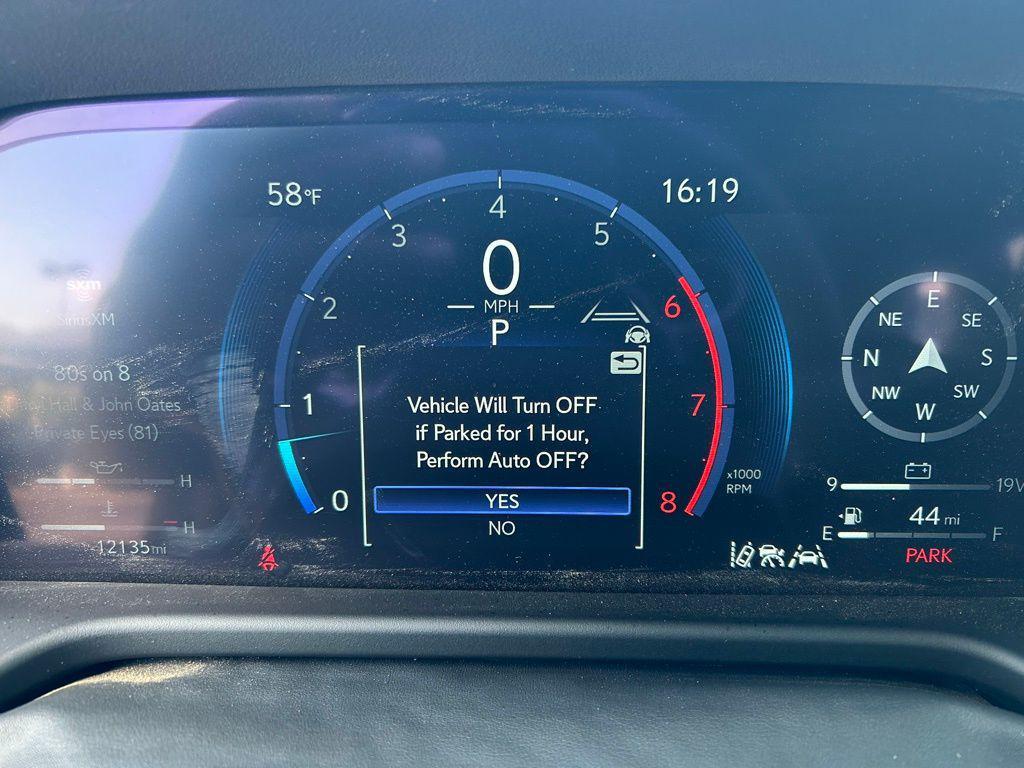 58°F
16:19
4
3
5
0
2
MPH
6
P
sxm
SiriusXM
80s on 8
Hall & John Oates
Private Eyes (81)
1
7
Vehicle Will Turn OFF
if Parked for 1 Hour,
Perform Auto OFF?
YES
NO
0
8
x1000
RPM
H
H
12135mi
E
NE
SE
N
S
NW
SW
W
9
19V
44 mi
E
F
PARK